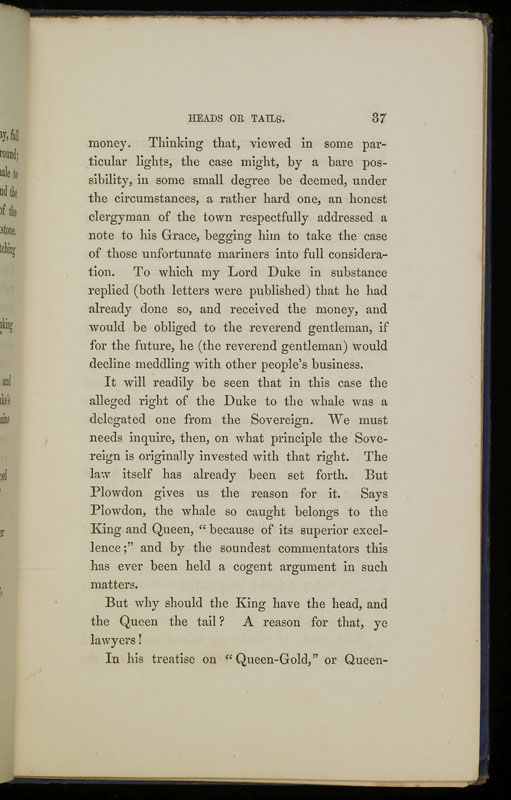 HEADS OR TAILS. 37
money. Thinking that, viewed in some par-
ticular lights, the case might, by a bare pos-
sibility, in some small degree be deemed, under
the circumstances, a rather hard one, an honest
clergyman of the town respectfully addressed a
note to his Grace, begging him to take the case
of those unfortunate mariners into full considera-
tion. To which my Lord Duke in substance
replied (both letters were published) that he had
already done so, and received the money, and
would be obliged to the reverend gentleman, if
for the future, he (the reverend gentleman) would
decline meddling with other people's business.
It will readily be seen that in this case the
alleged right of the Duke to the whale was a
delegated one from the Sovereign. We must
needs inquire, then, on what principle the Sove-
reign is originally invested with that right. The
law itself has already been set forth. But
Plowdon gives us the reason for it. Says
Plowdon, the whale so caught belongs to the
King and Queen, “because of its superior excel-
lence;” and by the soundest commentators this
has ever been held a cogent argument in such
matters.
But why should the King have the head, and
the Queen the tail? A reason for that, ye
lawyers!
In his treatise on “Queen-Gold,” or Queen-